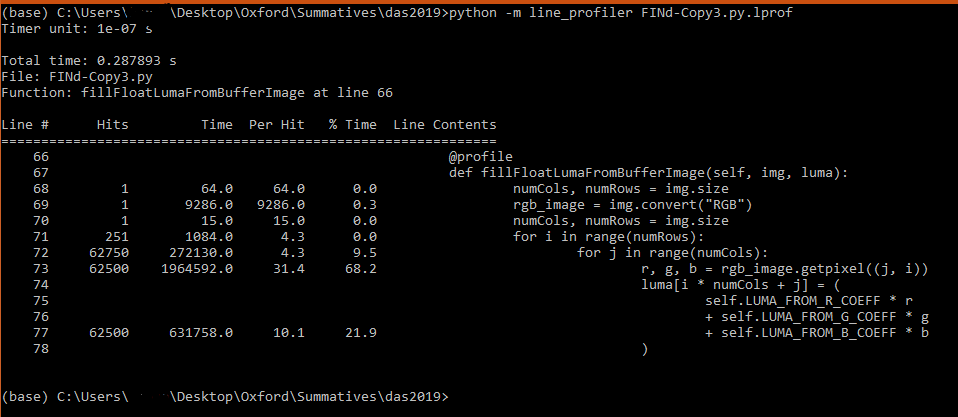 (base) C:\Users\ \Desktop\Oxford\Summatives\das2019>python -m line_profiler FINd-Copy3.py.lprof
Timer unit: 1e-07 s

Total time: 0.287893 s
File: FINd-Copy3.py
Function: fillFloatLumaFromBufferImage at line 66

Line #      Hits         Time  Per Hit   % Time  Line Contents
==============================================================
    66                                                  @profile
    67                                                  def fillFloatLumaFromBufferImage(self, img, luma):
    68         1         64.0     64.0      0.0                 numCols, numRows = img.size
    69         1       9286.0   9286.0      0.3                 rgb_image = img.convert("RGB")
    70         1         15.0     15.0      0.0                 numCols, numRows = img.size
    71       251       1084.0      4.3      0.0                 for i in range(numRows):
    72     62750     272130.0      4.3      9.5                         for j in range(numCols):
    73     62500    1964592.0     31.4     68.2                                 r, g, b = rgb_image.getpixel((j, i))
    74                                                                          luma[i * numCols + j] = (
    75                                                                                  self.LUMA_FROM_R_COEFF * r
    76                                                                                  + self.LUMA_FROM_G_COEFF * g
    77     62500     631758.0     10.1     21.9                                         + self.LUMA_FROM_B_COEFF * b
    78                                                                          )

(base) C:\Users\ \Desktop\Oxford\Summatives\das2019>